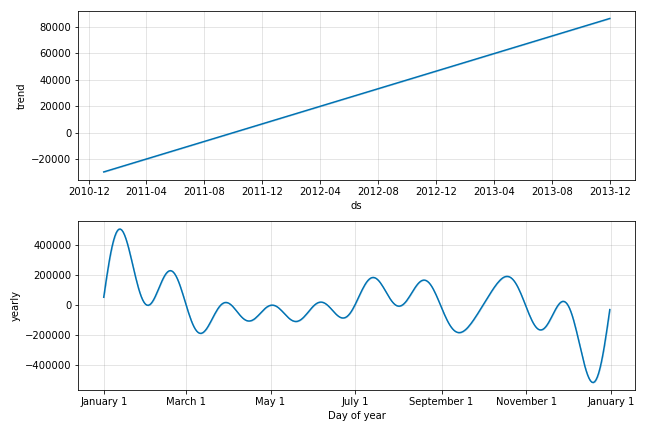 80000
60000
40000
20000
0
−20000
trend
2010-12 2011-04 2011-08 2011-12 2012-04 2012-08 2012-12 2013-04 2013-08 2013-12
ds
400000
200000
0
−200000
−400000
yearly
January 1 March 1 May 1 July 1 September 1 November 1 January 1
Day of year